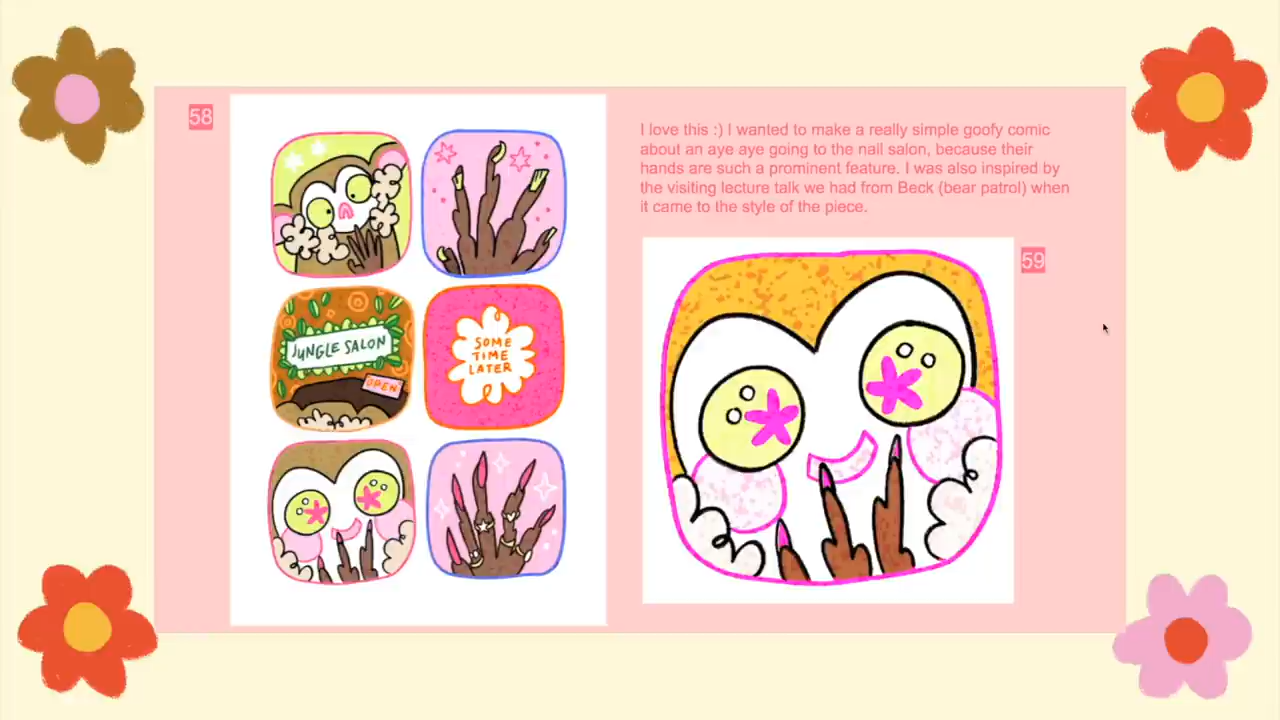 58
JUNGLE SALON
OPEN
SOME
TIME
LATER
I love this :) I wanted to make a really simple goofy comic
about an aye aye going to the nail salon, because their
hands are such a prominent feature. I was also inspired by
the visiting lecture talk we had from Beck (bear patrol) when
it came to the style of the piece.
59